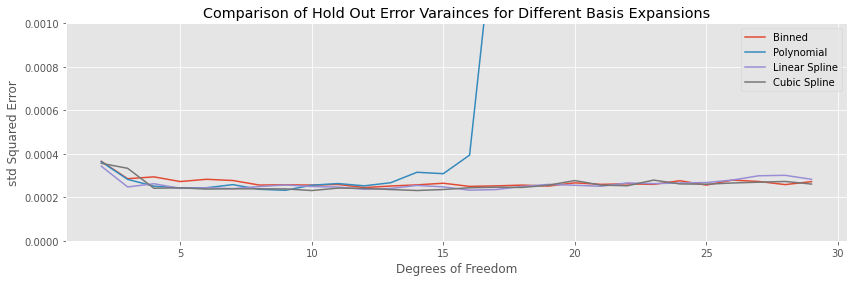 Comparison of Hold Out Error Varainces for Different Basis Expansions
0.0010
0.0008
0.0006
0.0004
0.0002
0.0000
std Squared Error
Binned
Polynomial
Linear Spline
Cubic Spline
5
10
15
20
25
30
Degrees of Freedom